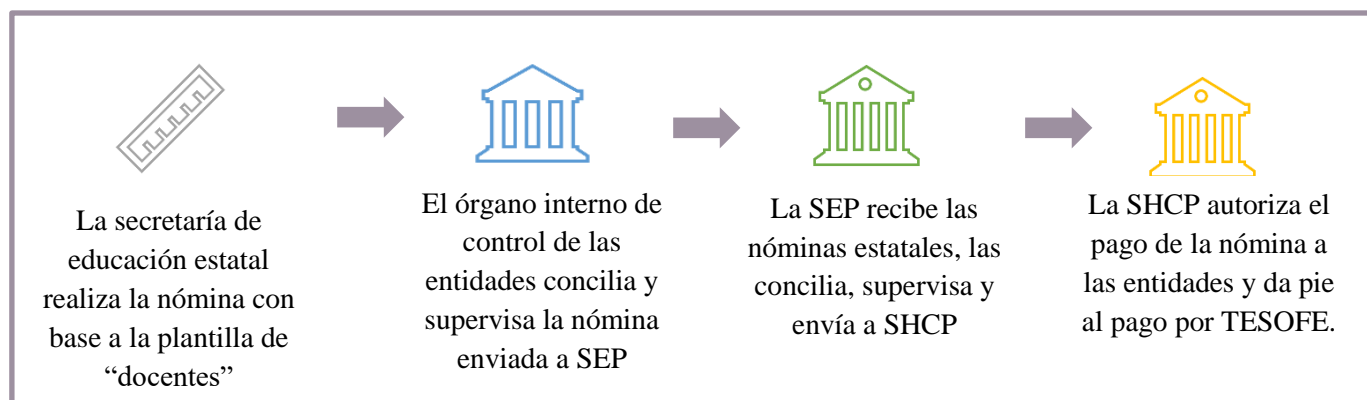 La secretaría de
educación estatal
realiza la nómina con
base a la plantilla de
“docentes”
El órgano interno de
control de las
entidades concilia y
supervisa la nómina
enviada a SEP
La SEP recibe las
nóminas estatales, las
concilia, supervisa y
envía a SHCP
La SHCP autoriza el
pago de la nómina a
las entidades y da pie
al pago por TESOFE.